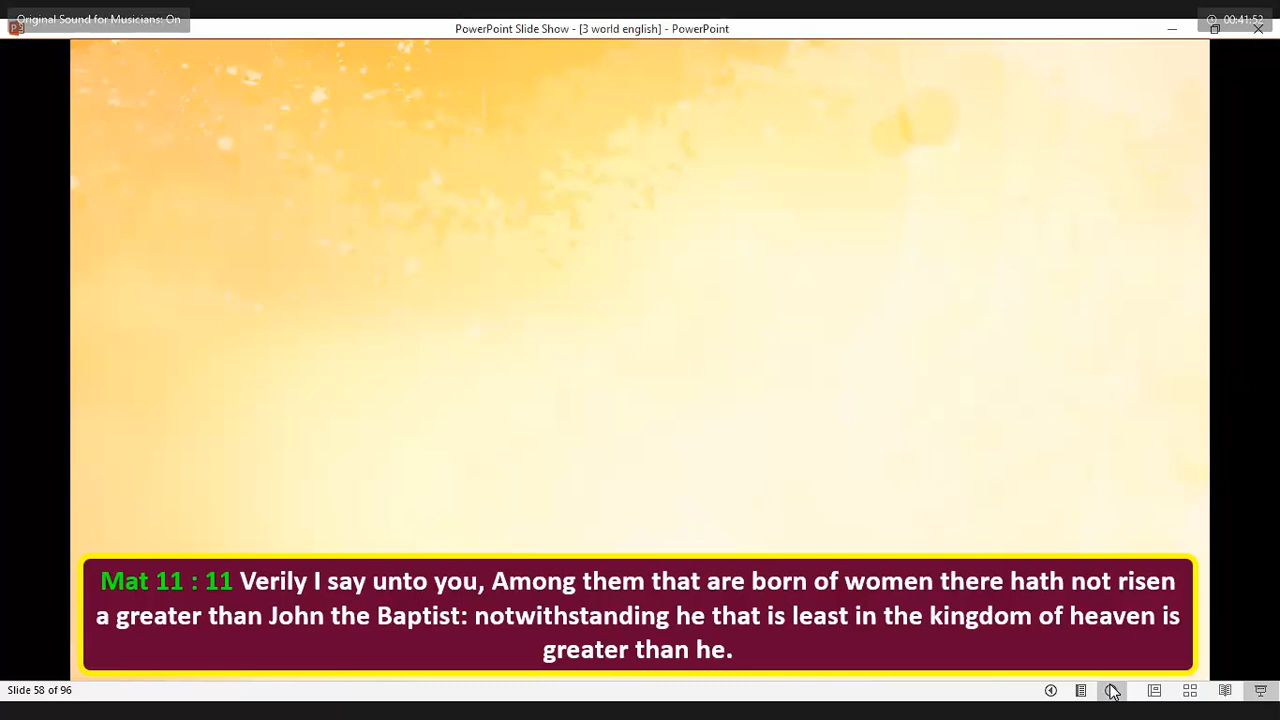 Original Sound for Musicians: On
00:41:52
PowerPoint Slide Show - [3 world english] - PowerPoint
Mat 11 : 11 Verily I say unto you, Among them that are born of women there hath not risen
a greater than John the Baptist: notwithstanding he that is least in the kingdom of heaven is
greater than he.
Slide 58 of 96